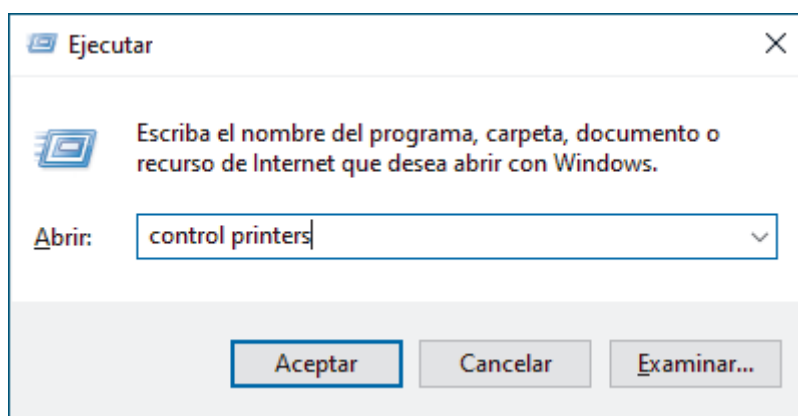 Ejecutar
Escriba el nombre del programa, carpeta, documento o
recurso de Internet que desea abrir con Windows.
Abrir: control printers
Aceptar Cancelar Examinar...